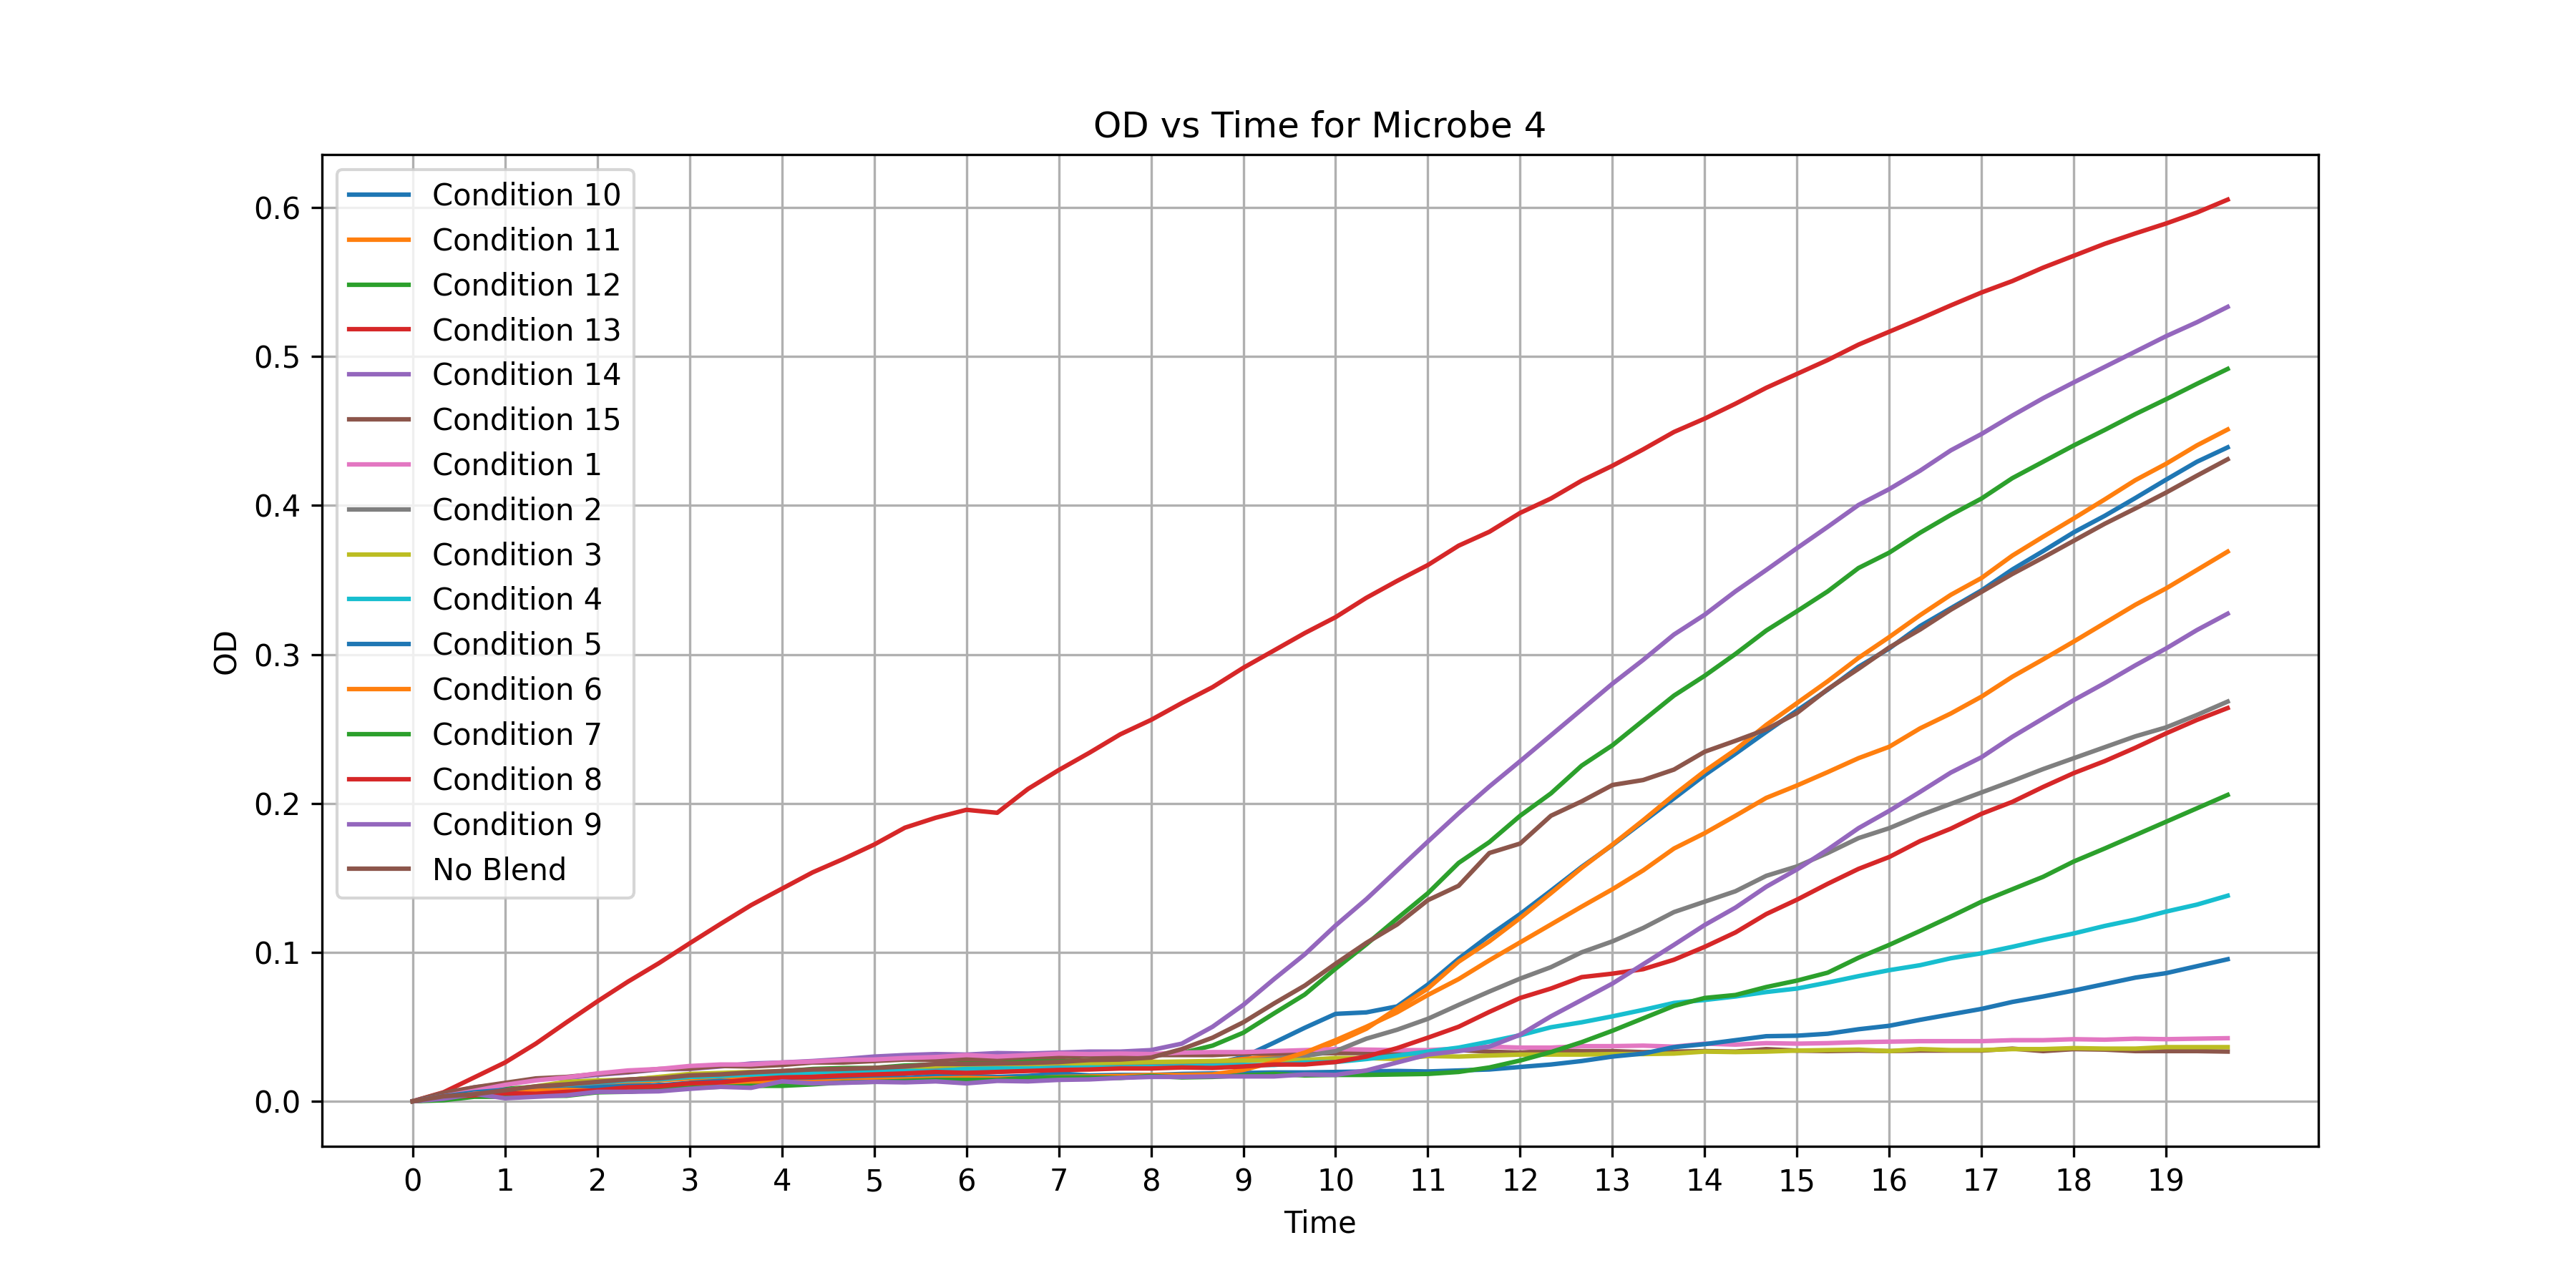 OD vs Time for Microbe 4
Condition 10
Condition 11
Condition 12
Condition 13
Condition 14
Condition 15
Condition 1
Condition 2
Condition 3
Condition 4
Condition 5
Condition 6
Condition 7
Condition 8
Condition 9
No Blend
OD
0.6
0.5
0.4
0.3
0.2
0.1
0.0
0 1 2 3 4 5 6 7 8 9 10 11 12 13 14 15 16 17 18 19
Time